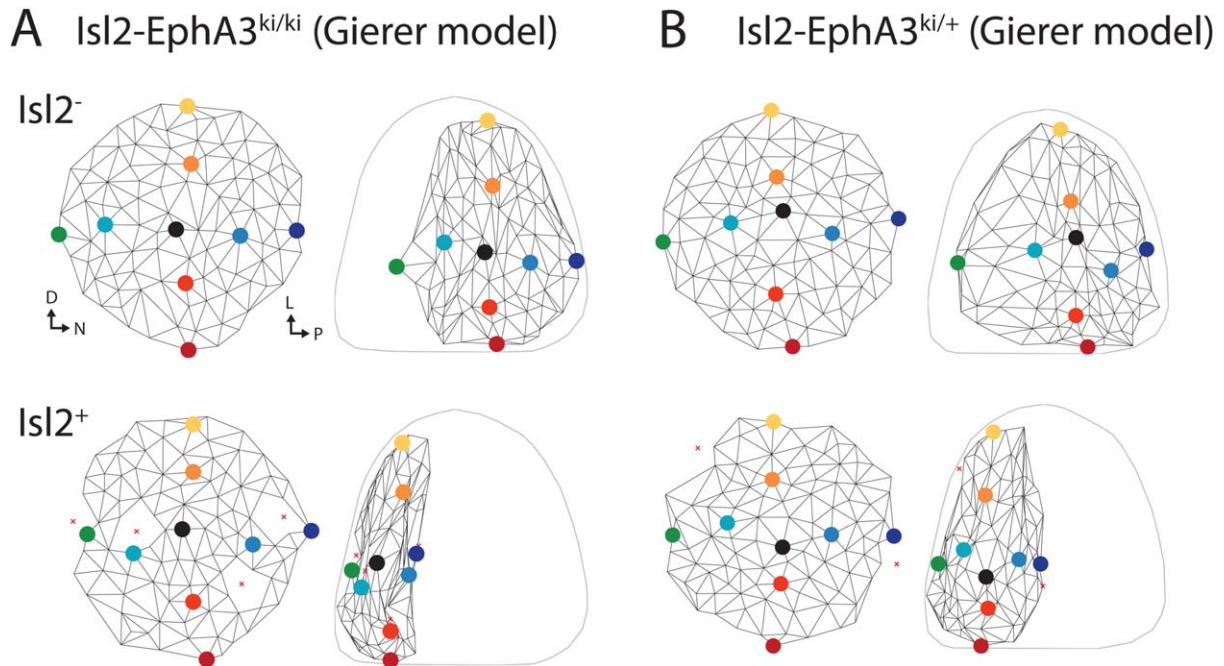 A Isl2-EphA3ki/ki (Gierer model)
B Isl2-EphA3ki/+ (Gierer model)
Isl2-
D
N
L
P
Isl2+